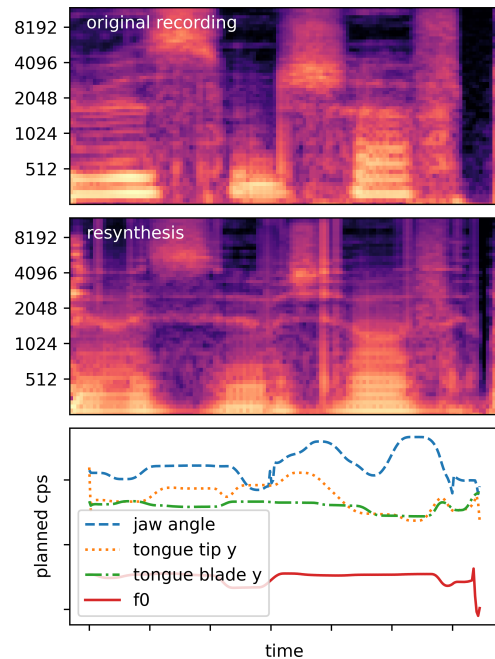 original recording
8192
4096
2048
1024
512
resynthesis
8192
4096
2048
1024
512
planned cps
jaw angle
tongue tip y
tongue blade y
f0
time